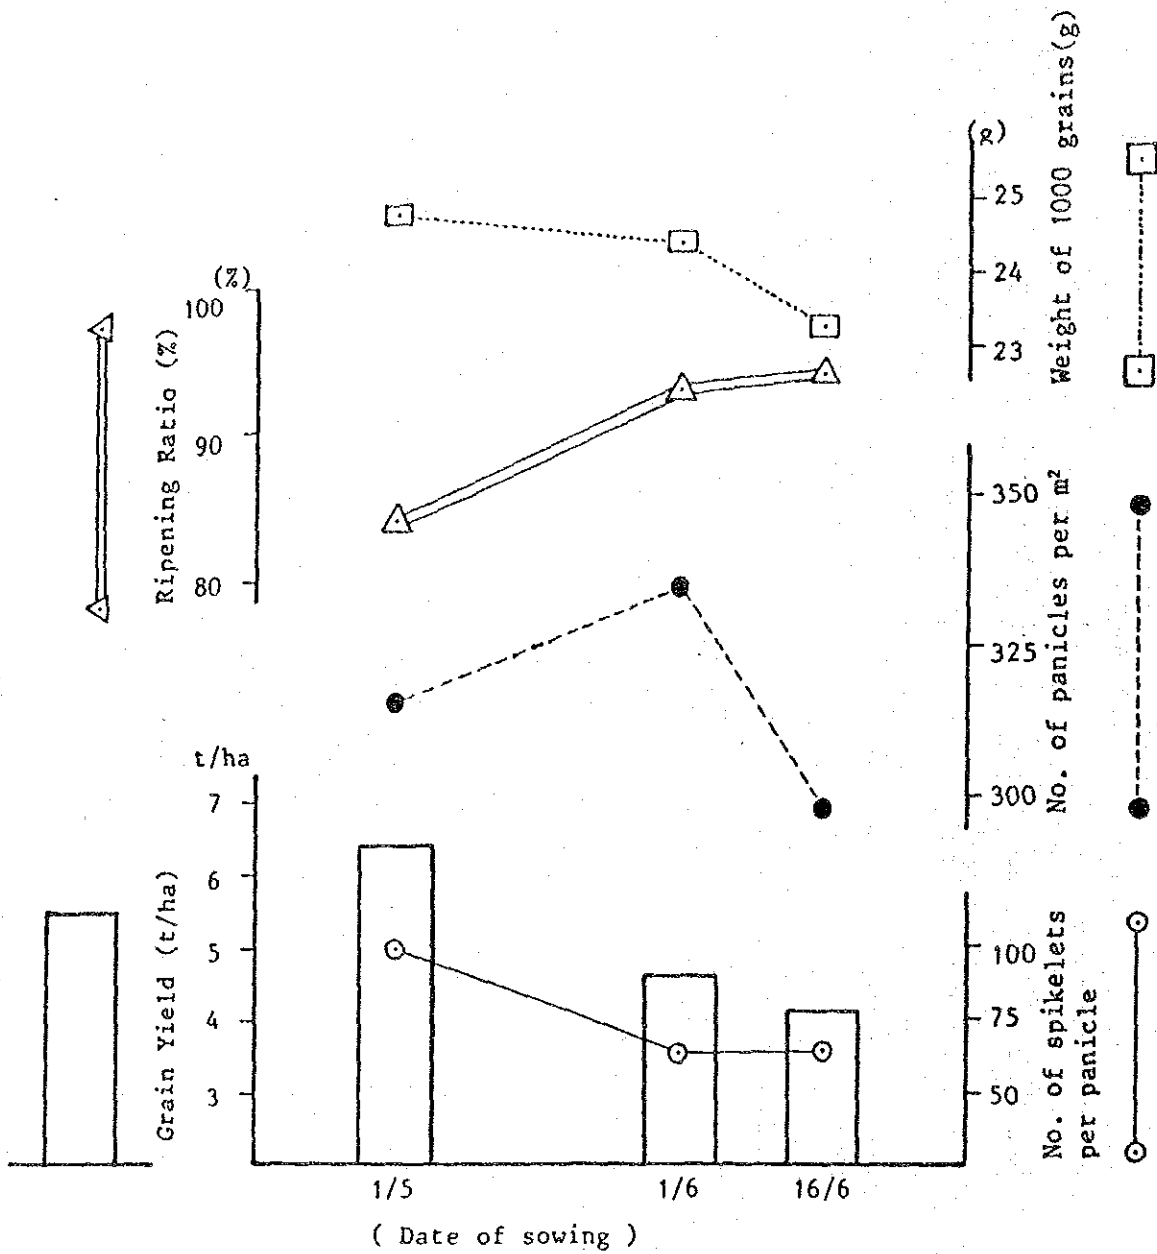 (g)
25
24
23
Weight of 1000 grains(g)
(%)
100
90
80
Ripening Ratio (%)
350
325
300
No. of panicles per m²
t/ha
7
6
5
4
3
Grain Yield (t/ha)
100
75
50
No. of spikelets
per panicle
1/5
1/6
16/6
( Date of sowing )